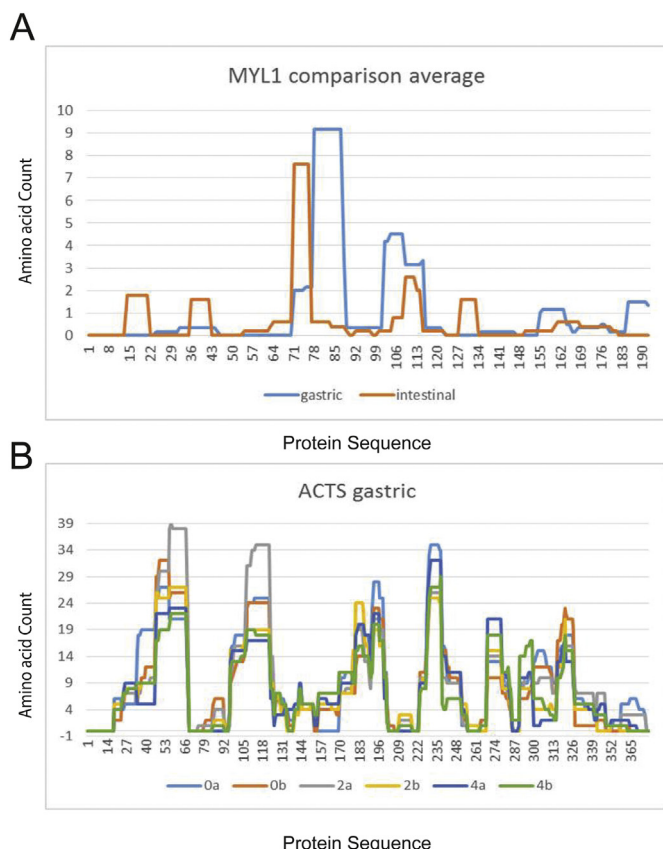 A
MYL1 comparison average
Amino acid Count
10
9
8
7
6
5
4
3
2
1
0
1 8 15 22 29 36 43 50 57 64 71 78 85 92 99 106 113 120 127 134 141 148 155 162 169 176 183 190
gastric intestinal
Protein Sequence
B
ACTS gastric
Amino acid Count
39
34
29
24
19
14
9
4
-1
1 14 27 40 53 66 79 92 105 118 131 144 157 170 183 196 209 222 235 248 261 274 287 300 313 326 339 352 365
0a 0b 2a 2b 4a 4b
Protein Sequence